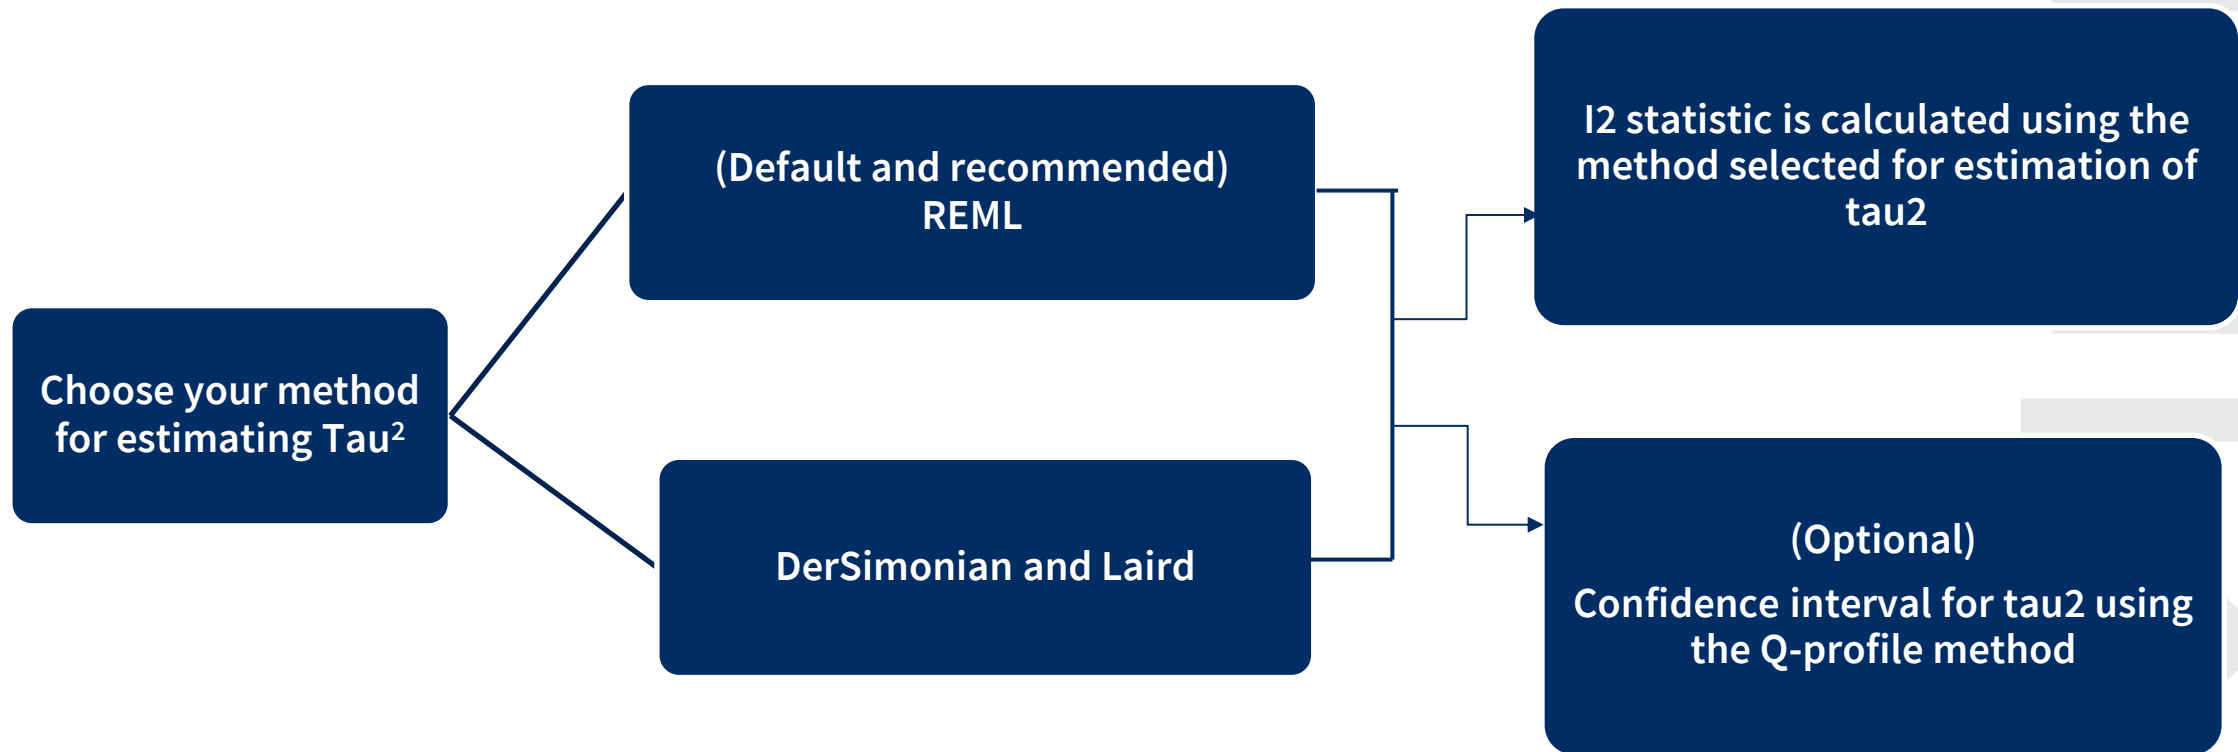 Choose your method
for estimating Tau²
(Default and recommended)
REML
DerSimonian and Laird
I2 statistic is calculated using the
method selected for estimation of
tau2
(Optional)
Confidence interval for tau2 using
the Q-profile method